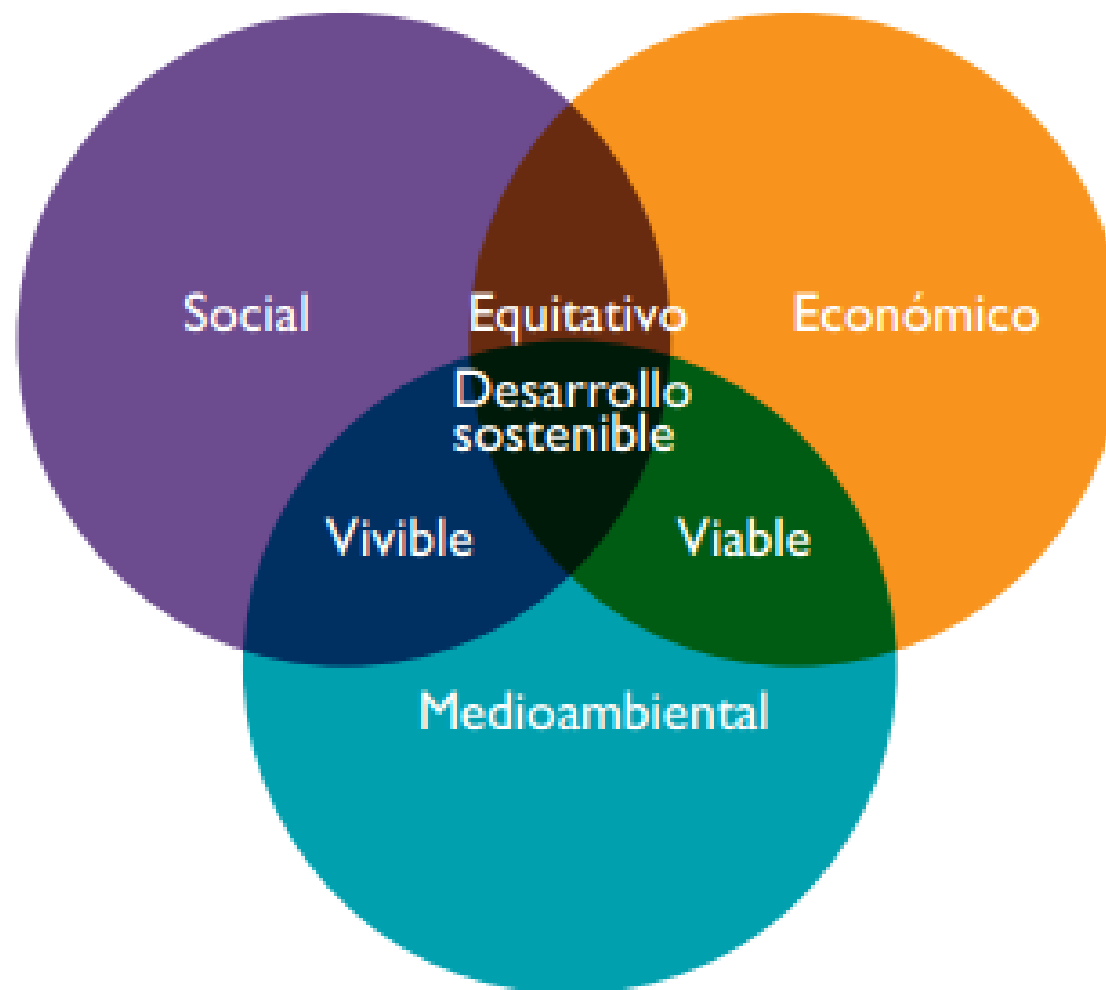 Social
Equitativo
Económico
Desarrollo
sostenible
Vivible
Viable
Medioambiental